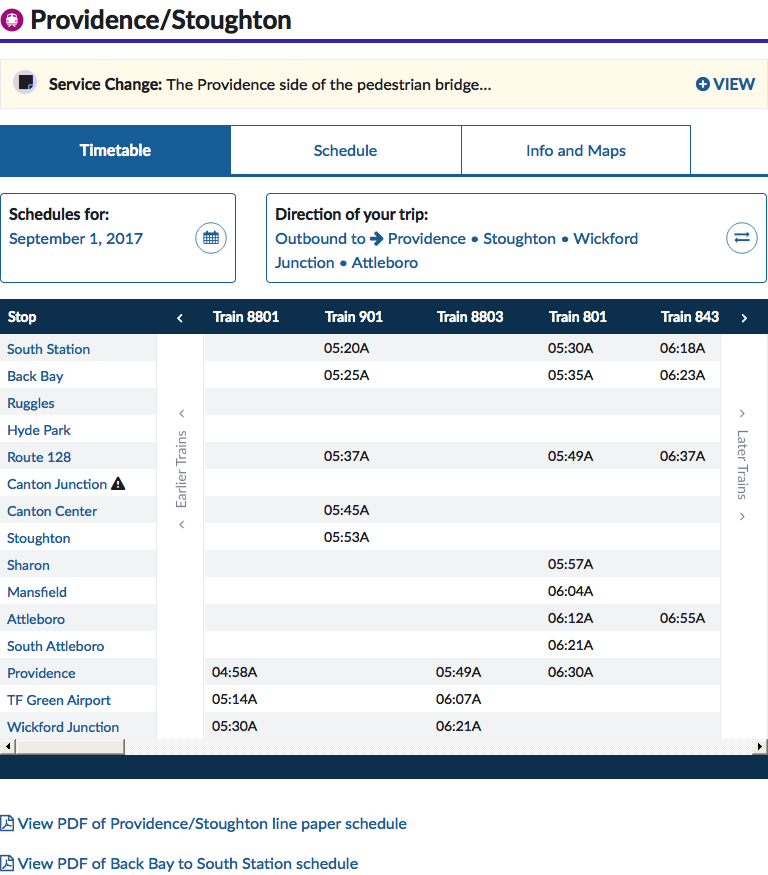 Providence/Stoughton
Service Change: The Providence side of the pedestrian bridge...
VIEW
Timetable
Schedule
Info and Maps
Schedules for:
September 1, 2017
Direction of your trip:
Outbound to → Providence • Stoughton • Wickford
Junction • Attleboro
Stop < Train 8801 Train 901 Train 8803 Train 801 Train 843 >
South Station 05:20A 05:30A 06:18A
Back Bay 05:25A 05:35A 06:23A
Ruggles
Hyde Park
Route 128 05:37A 05:49A 06:37A
Canton Junction
Canton Center 05:45A
Stoughton 05:53A
Sharon 05:57A
Mansfield 06:04A
Attleboro 06:12A 06:55A
South Attleboro 06:21A
Providence 04:58A 05:49A 06:30A
TF Green Airport 05:14A 06:07A
Wickford Junction 05:30A 06:21A
< Earlier Trains <
> Later Trains >
View PDF of Providence/Stoughton line paper schedule
View PDF of Back Bay to South Station schedule